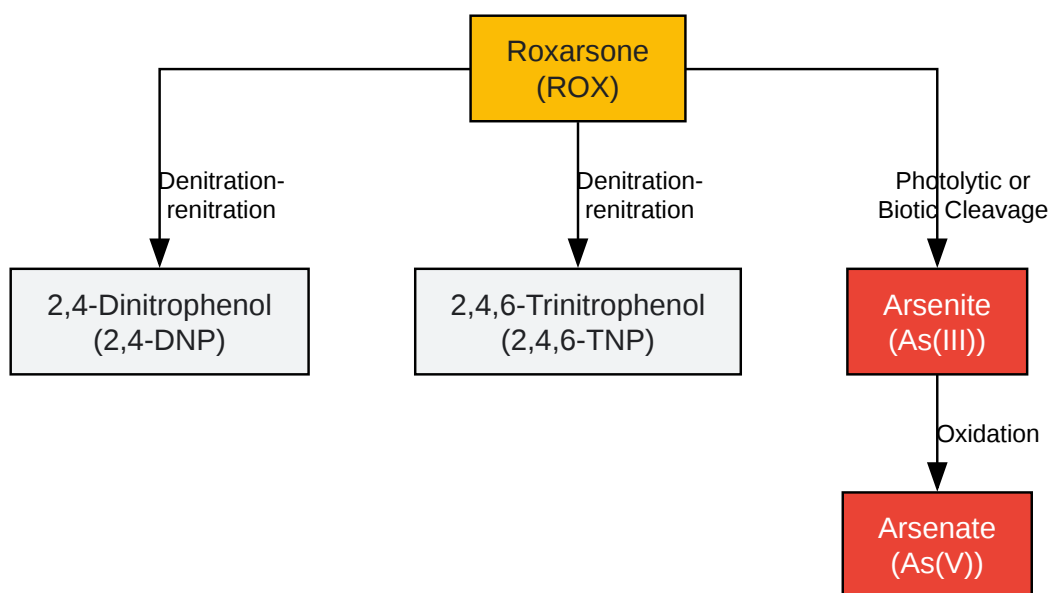 Roxarsone
(ROX)
Denitration-
renitration
Denitration-
renitration
Photolytic or
Biotic Cleavage
2,4-Dinitrophenol
(2,4-DNP)
2,4,6-Trinitrophenol
(2,4,6-TNP)
Arsenite
(As(III))
Oxidation
Arsenate
(As(V))